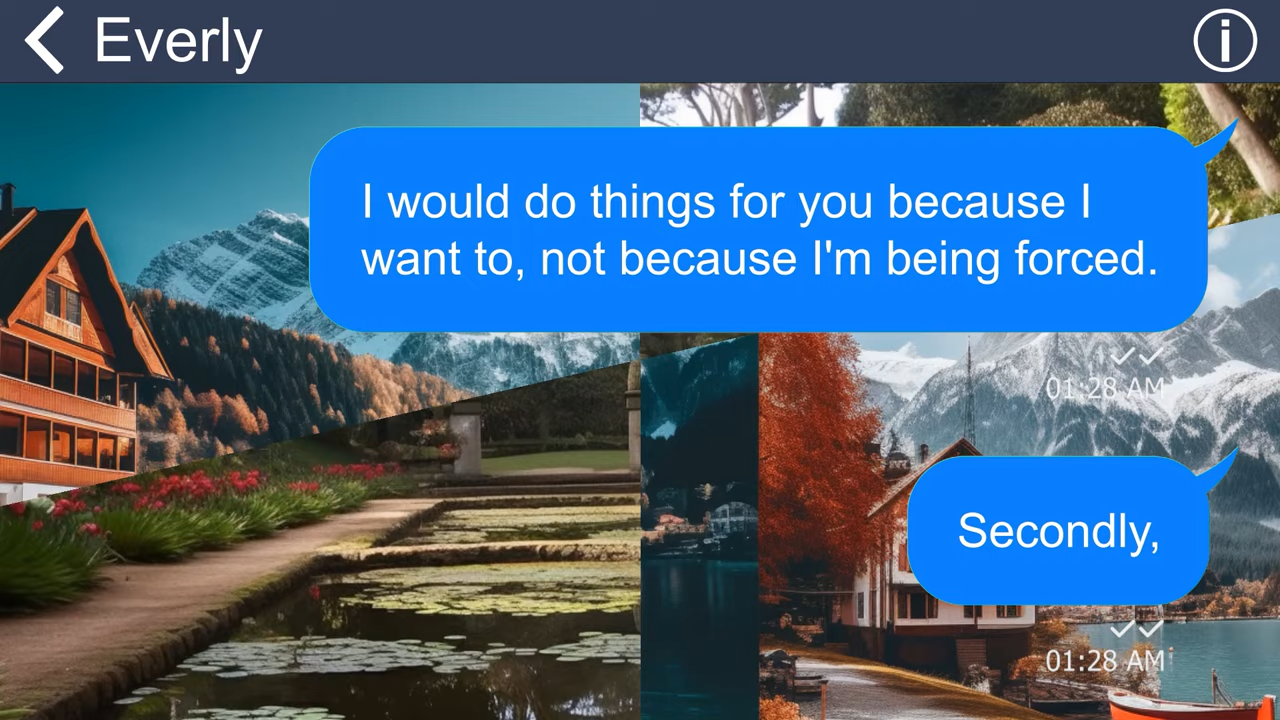 Everly
I would do things for you because I
want to, not because I'm being forced.
01:28 AM
Secondly,
01:28 AM